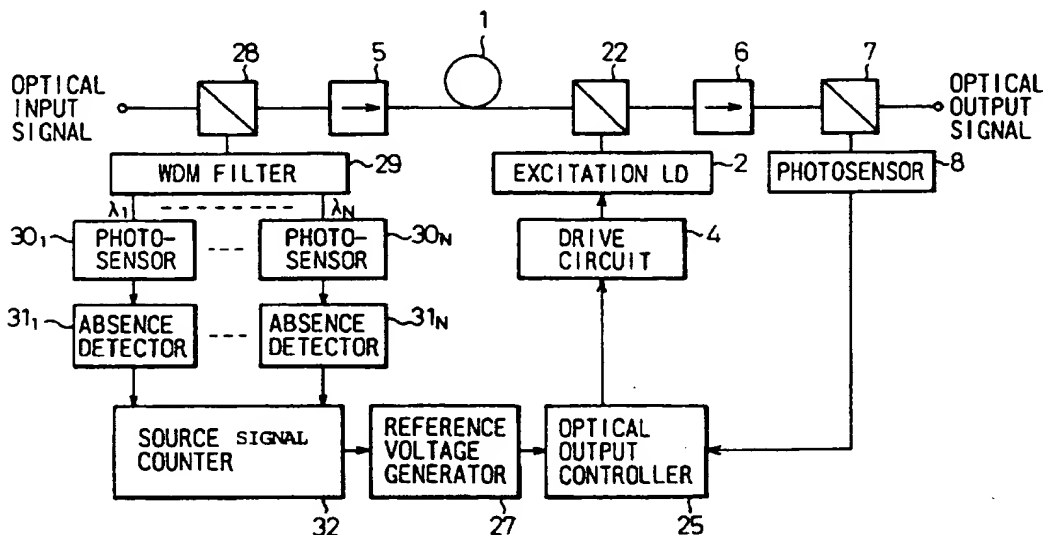 1
28
5
22
6
7
OPTICAL
INPUT
SIGNAL
OPTICAL
OUTPUT
SIGNAL
WDM FILTER
29
EXCITATION LD
2
PHOTOSENSOR
8
λ1
λN
30₁
PHOTO-
SENSOR
PHOTO-
SENSOR
30N
DRIVE
CIRCUIT
4
31₁
ABSENCE
DETECTOR
ABSENCE
DETECTOR
31N
SOURCE SIGNAL
COUNTER
REFERENCE
VOLTAGE
GENERATOR
OPTICAL
OUTPUT
CONTROLLER
32
27
25